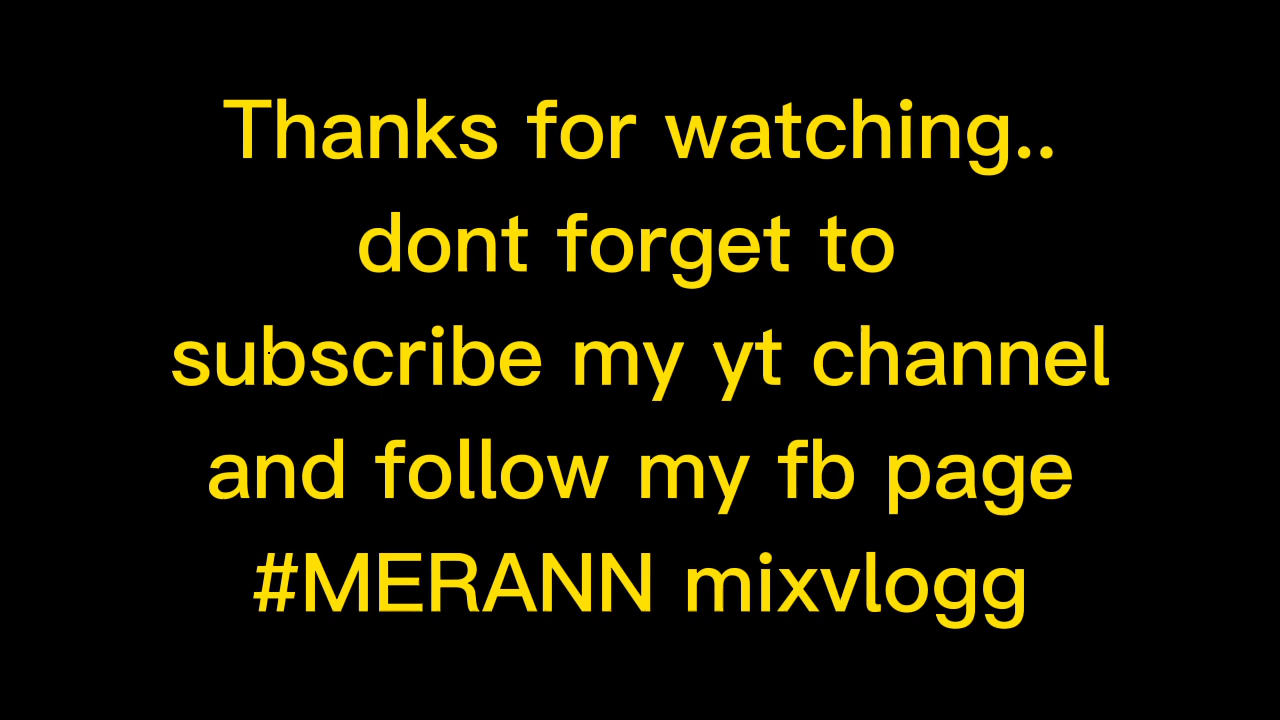 Thanks for watching..
dont forget to
subscribe my yt channel
and follow my fb page
#MERANN mixvlogg